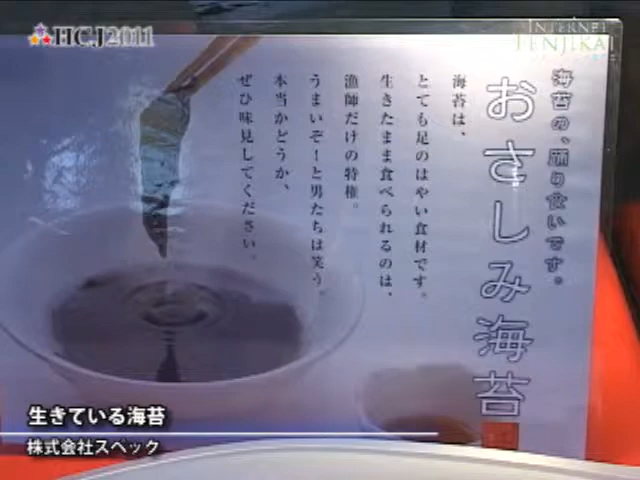 HCJ2011
INTERNET
TENJIKAI
海苔の、踊り食いです。
おさしみ海苔
海苔は、
とても足のはやい食材です。
生きたまま食べられるのは、
漁師だけの特権。
うまいぞ！と男たちは笑う。
本当かどうか、
ぜひ味見してください。
生きている海苔
株式会社スペック